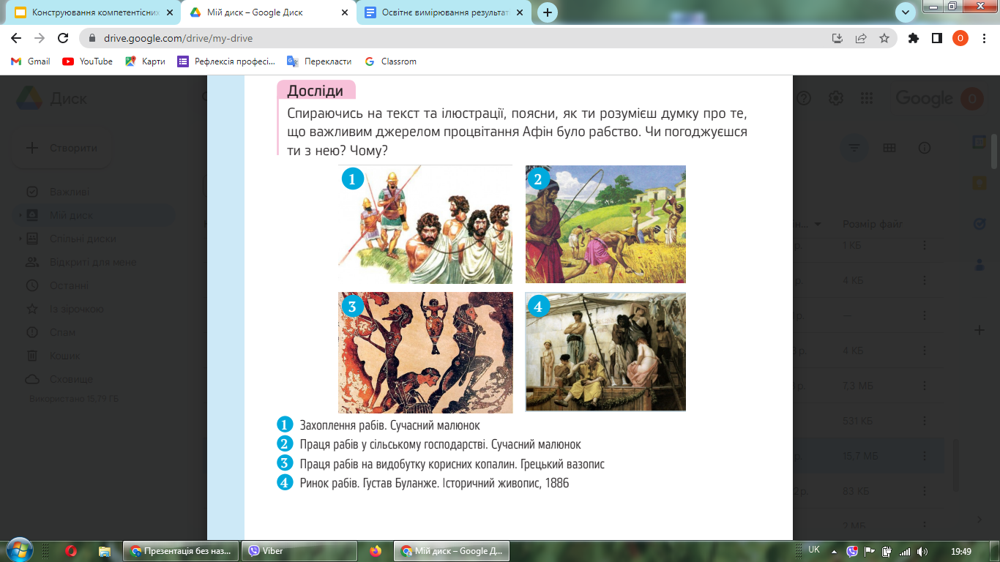 Конструювання компетентісних
Мій диск – Google Диск
Освітнє вимірювання результат
drive.google.com/drive/my-drive
О
Gmail
YouTube
Карти
Рефлексія професі...
Перекласти
Classrom
Диск
Google
О
Створити
Важливі
Мій диск
Спільні диски
Відкриті для мене
Останні
Із зірочкою
Спам
Кошик
Сховище
Використано 15,79 ГБ
Розмір файл
1 КБ
4 КБ
—
4 КБ
7,3 МБ
531 КБ
15,7 МБ
83 КБ
2 МБ
Досліди
Спираючись на текст та ілюстрації, поясни, як ти розумієш думку про те,
що важливим джерелом процвітання Афін було рабство. Чи погоджуєшся
ти з нею? Чому?
1
2
3
4
1 Захоплення рабів. Сучасний малюнок
2 Праця рабів у сільському господарстві. Сучасний малюнок
3 Праця рабів на видобутку корисних копалин. Грецький вазопис
4 Ринок рабів. Густав Буланже. Історичний живопис, 1886
Презентація без наз...
Viber
Мій диск – Google Д...
UK
19:49